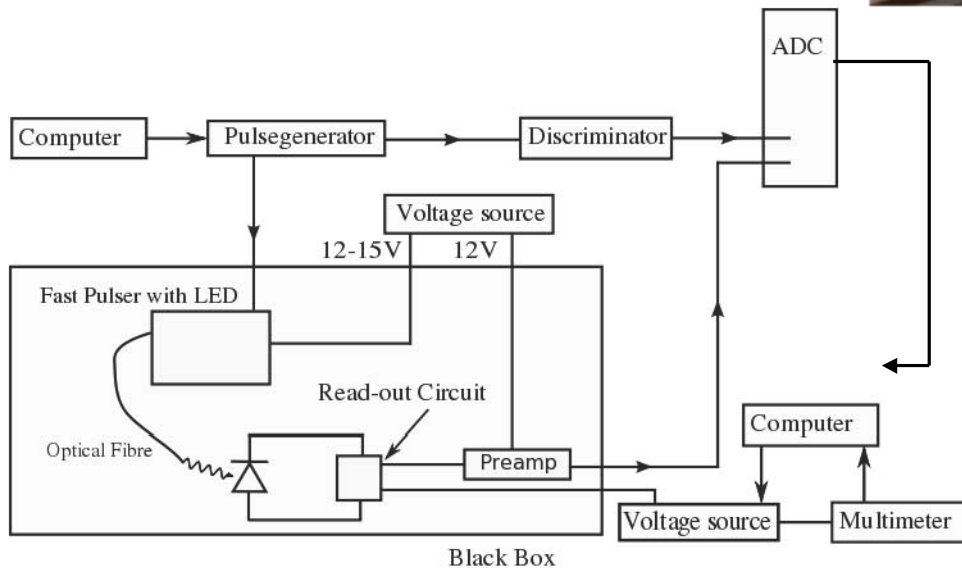 ADC
Computer
Pulsegenerator
Discriminator
Voltage source
12-15V
12V
Fast Pulser with LED
Read-out Circuit
Optical Fibre
Preamp
Computer
Voltage source
Multimeter
Black Box